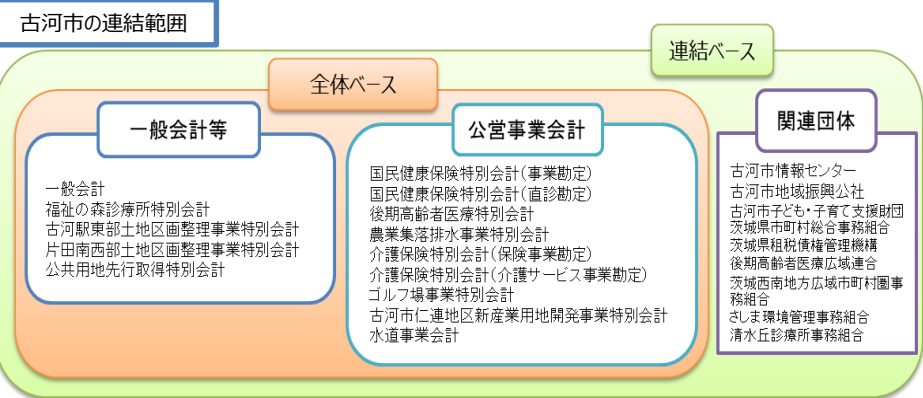 古河市の連結範囲
連結ベース
全体ベース
一般会計等
一般会計
福祉の森診療所特別会計
古河駅東部土地区画整理事業特別会計
片田南西部土地区画整理事業特別会計
公共用地先行取得特別会計
公営事業会計
国民健康保険特別会計(事業勘定)
国民健康保険特別会計(直診勘定)
後期高齢者医療特別会計
農業集落排水事業特別会計
介護保険特別会計(保険事業勘定)
介護保険特別会計(介護サービス事業勘定)
ゴルフ場事業特別会計
古河市仁連地区新産業用地開発事業特別会計
水道事業会計
関連団体
古河市情報センター
古河市地域振興公社
古河市子ども・子育て支援財団
茨城県市町村総合事務組合
茨城県租税債権管理機構
後期高齢者医療広域連合
茨城西南地方広域市町村圏事
務組合
さしま環境管理事務組合
清水丘診療所事務組合